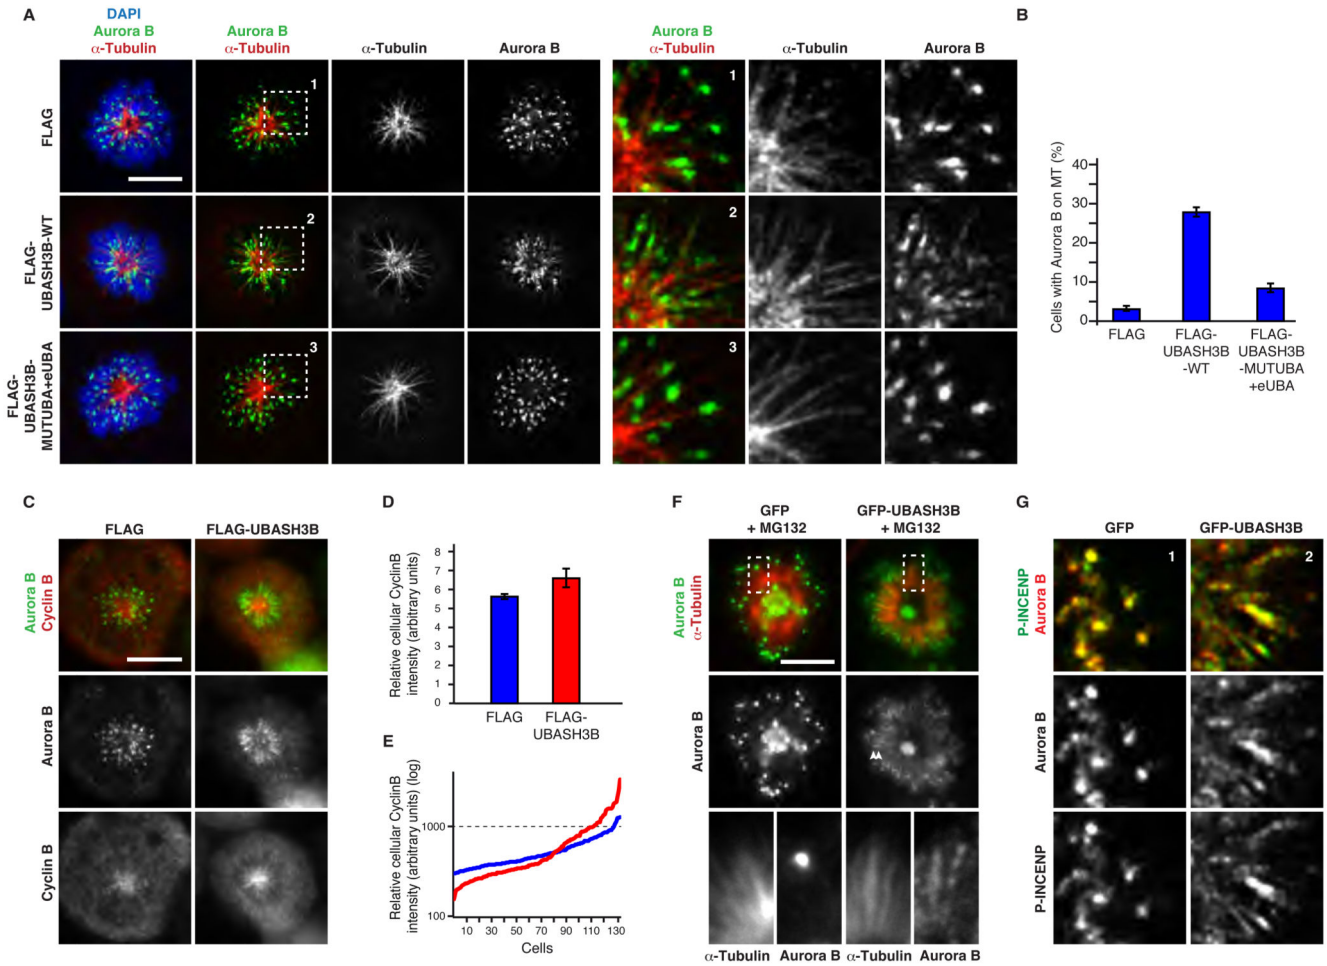 A
DAPI
Aurora B
α-Tubulin
Aurora B
α-Tubulin
α-Tubulin
Aurora B
Aurora B
α-Tubulin
α-Tubulin
Aurora B
FLAG
1
1
FLAG-
UBASH3B-WT
2
2
FLAG-
UBASH3B-
MUTUBA+eUBA
3
3
B
Cells with Aurora B on MT (%)
40
30
20
10
0
FLAG
FLAG-
UBASH3B
-WT
FLAG-
UBASH3B
-MUTUBA
+eUBA
C
FLAG
FLAG-UBASH3B
Aurora B
Cyclin B
Aurora B
Cyclin B
D
Relative cellular CyclinB
intensity (arbitrary units)
8
7
6
5
4
3
2
1
0
FLAG
FLAG-
UBASH3B
E
Relative cellular CyclinB
intensity (arbitrary units) (log)
1000
100
10 30 50 70 90 110 130
Cells
F
GFP
+ MG132
GFP-UBASH3B
+ MG132
Aurora B
α-Tubulin
Aurora B
α-Tubulin
Aurora B
α-Tubulin
Aurora B
G
GFP
GFP-UBASH3B
1
2
P-INCENP
Aurora B
Aurora B
P-INCENP